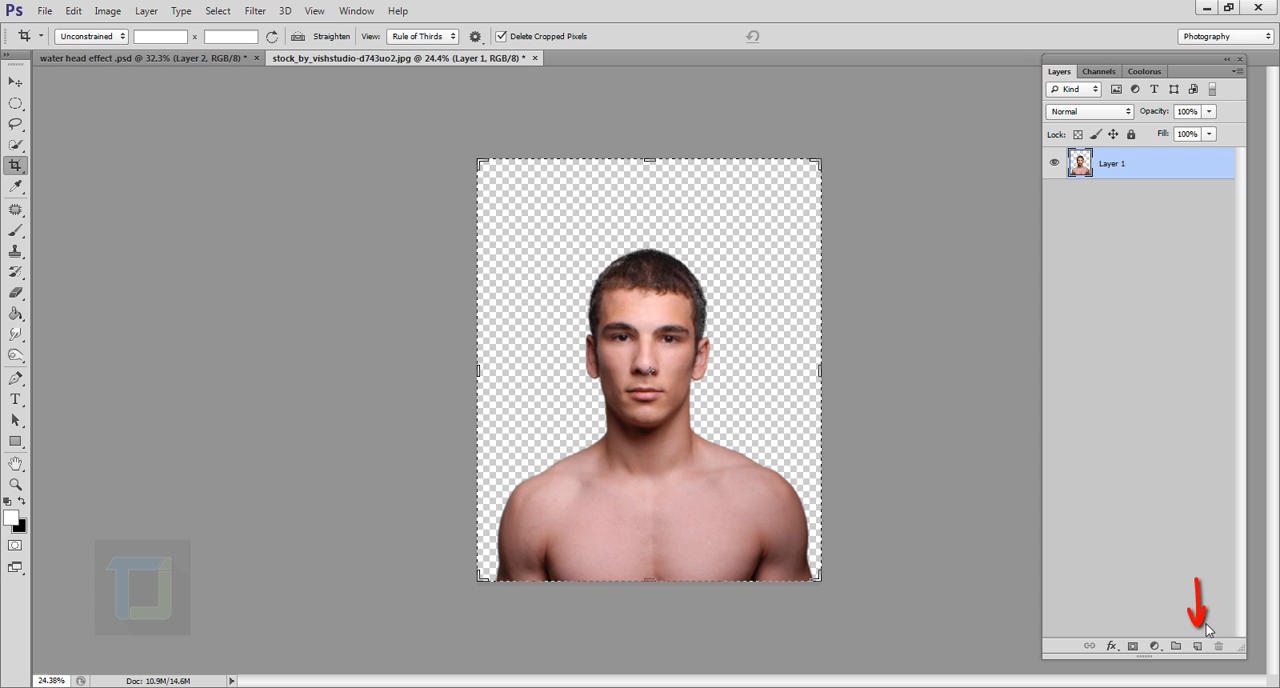 Ps File Edit Image Layer Type Select Filter 3D View Window Help
Unconstrained x Straighten View: Rule of Thirds Delete Cropped Pixels Photography
water head effect .psd @ 32.3% (Layer 2, RGB/8) * × stock_by_vishstudio-d743uo2.jpg @ 24.4% (Layer 1, RGB/8) * ×
Layers Channels Coolorus
Kind T
Normal Opacity: 100%
Lock: Fill: 100%
Layer 1
T
TJ
fx
24.38% Doc: 10.9M/14.6M